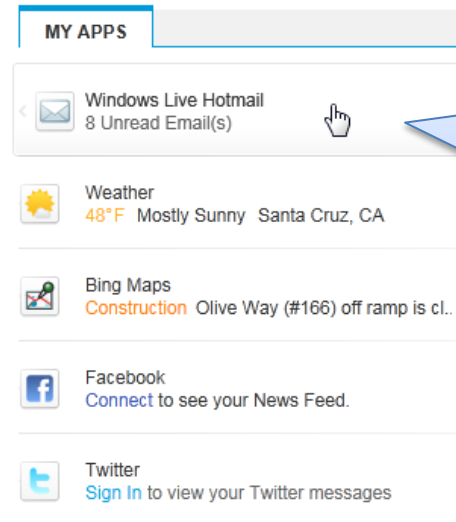 MY APPS
Windows Live Hotmail
8 Unread Email(s)
Weather
48°F Mostly Sunny Santa Cruz, CA
Bing Maps
Construction Olive Way (#166) off ramp is cl..
Facebook
Connect to see your News Feed.
Twitter
Sign In to view your Twitter messages